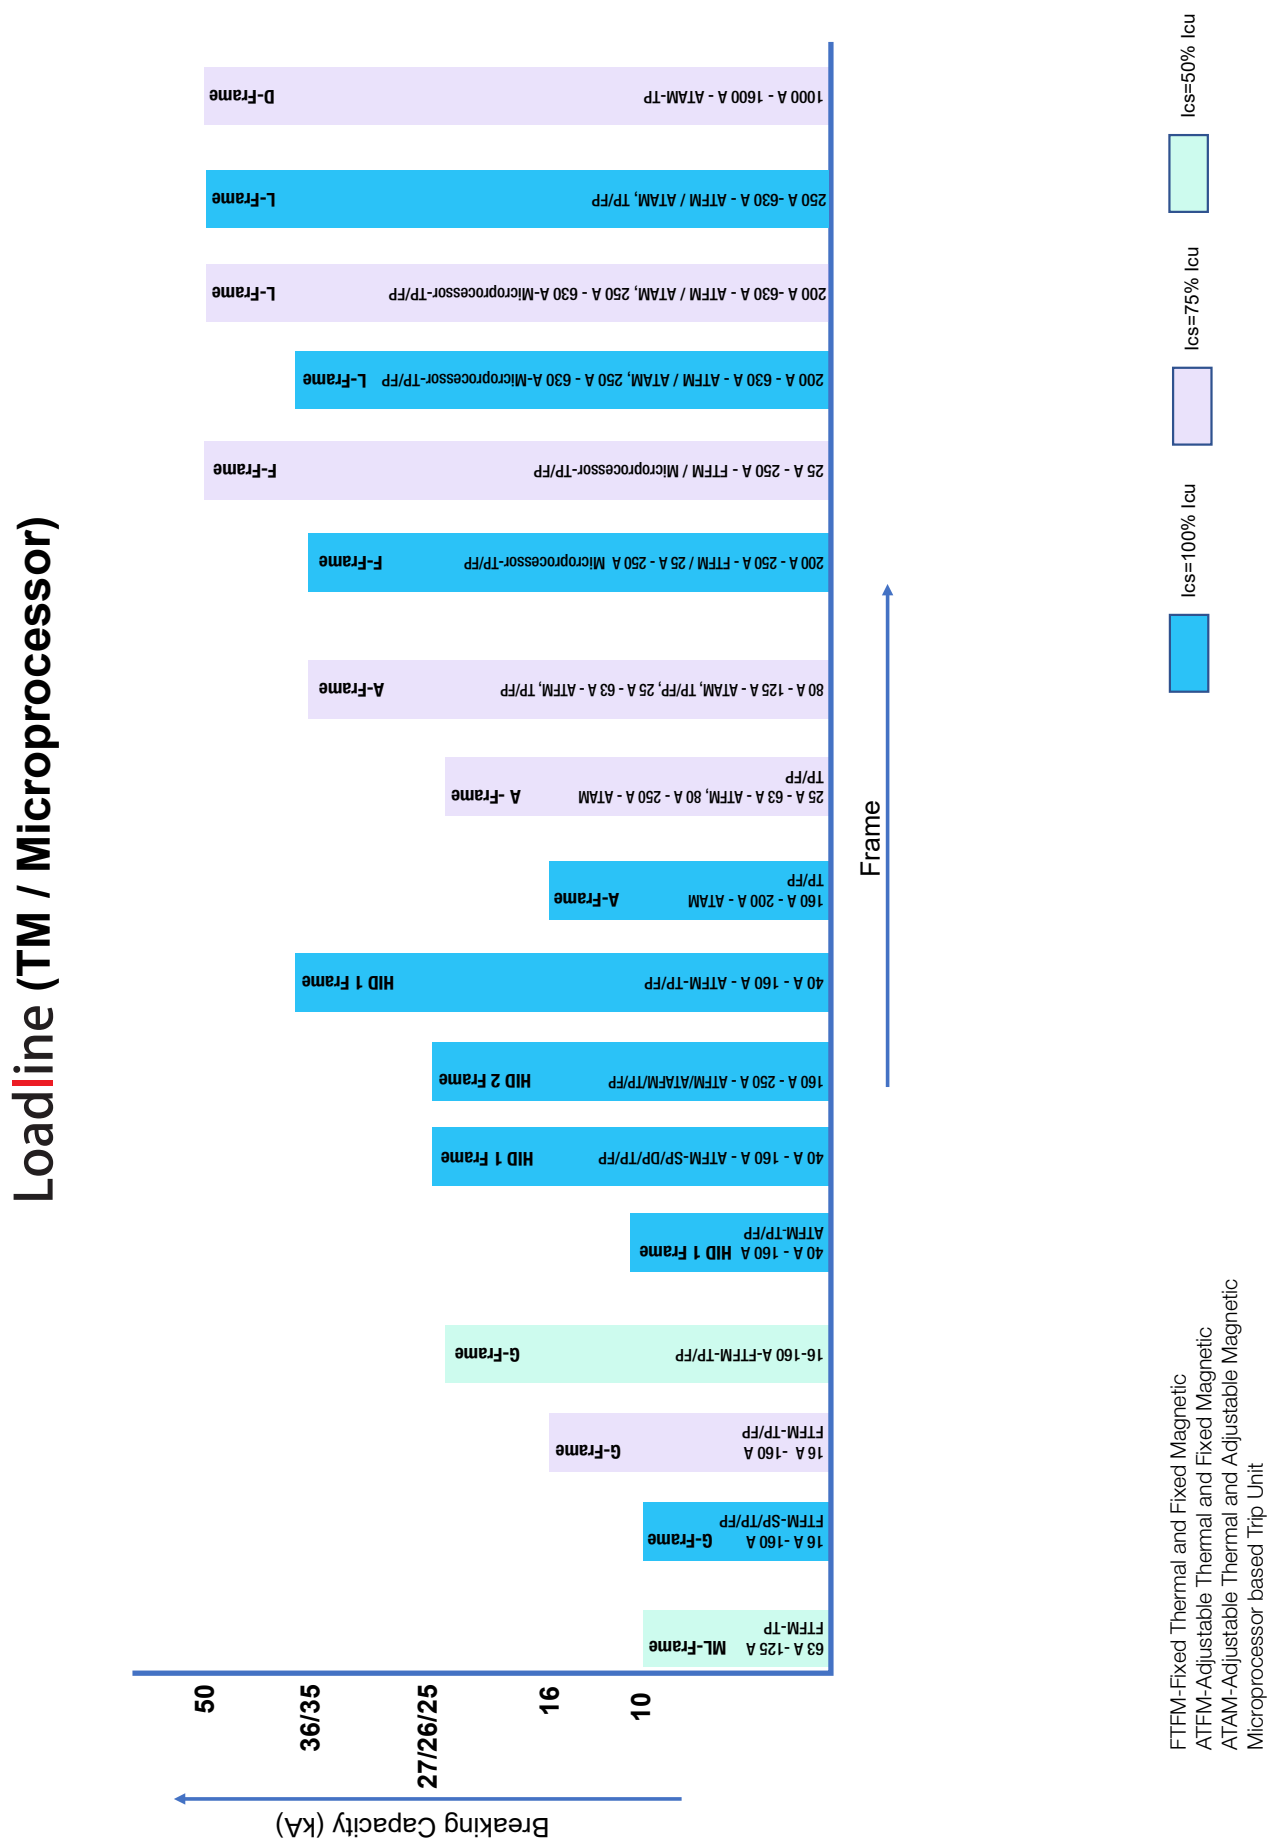 Loadline (TM / Microprocessor)
Breaking Capacity (kA)
50
36/35
27/26/25
16
10
ML-Frame
63 A -125 A
FTFM-TP
G-Frame
16 A -160 A
FTFM-SP/TP/FP
G-Frame
16 A -160 A
FTFM-TP/FP
G-Frame
16-160 A-FTFM-TP/FP
HID 1 Frame
40 A - 160 A
ATFM-TP/FP
HID 1 Frame
40 A - 160 A - ATFM-SP/DP/TP/FP
HID 2 Frame
160 A - 250 A - ATFM/ATAFM/TP/FP
HID 1 Frame
40 A - 160 A - ATFM-TP/FP
A-Frame
160 A - 200 A - ATAM
TP/FP
A -Frame
25 A - 63 A - ATFM, 80 A - 250 A - ATAM
TP/FP
A-Frame
80 A - 125 A - ATAM, TP/FP, 25 A - 63 A - ATFM, TP/FP
F-Frame
200 A - 250 A - FTFM / 25 A - 250 A Microprocessor-TP/FP
F-Frame
25 A - 250 A - FTFM / Microprocessor-TP/FP
L-Frame
200 A - 630 A - ATFM / ATAM, 250 A - 630 A-Microprocessor-TP/FP
L-Frame
200 A -630 A - ATFM / ATAM, 250 A - 630 A-Microprocessor-TP/FP
L-Frame
250 A -630 A - ATFM / ATAM, TP/FP
D-Frame
1000 A - 1600 A - ATAM-TP
Frame
FTFM-Fixed Thermal and Fixed Magnetic
ATFM-Adjustable Thermal and Fixed Magnetic
ATAM-Adjustable Thermal and Adjustable Magnetic
Microprocessor based Trip Unit
Ics=100% Icu
Ics=75% Icu
Ics=50% Icu